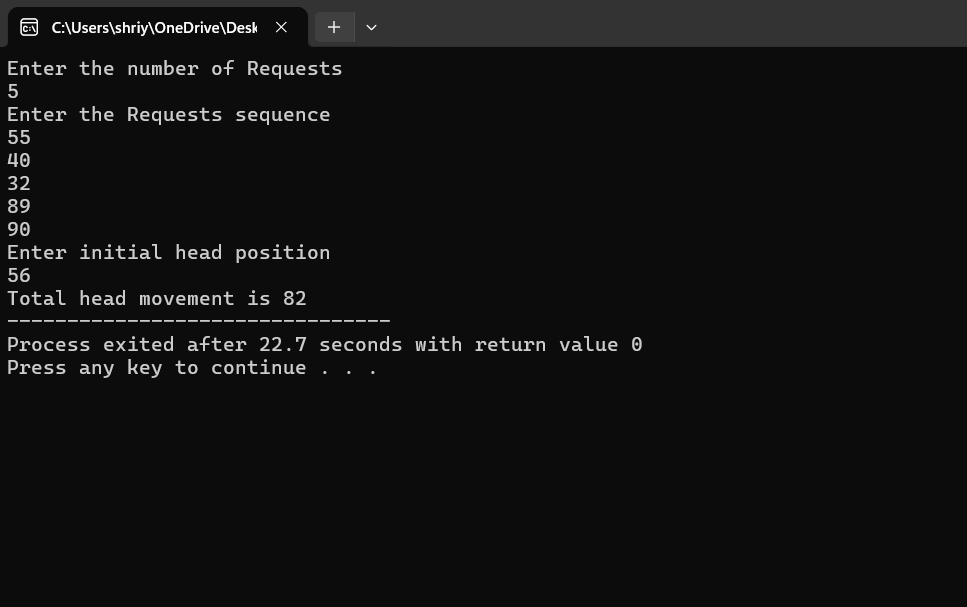 C:\Users\shriy\OneDrive\Desk
Enter the number of Requests
5
Enter the Requests sequence
55
40
32
89
90
Enter initial head position
56
Total head movement is 82
--------------------------------
Process exited after 22.7 seconds with return value 0
Press any key to continue . . .